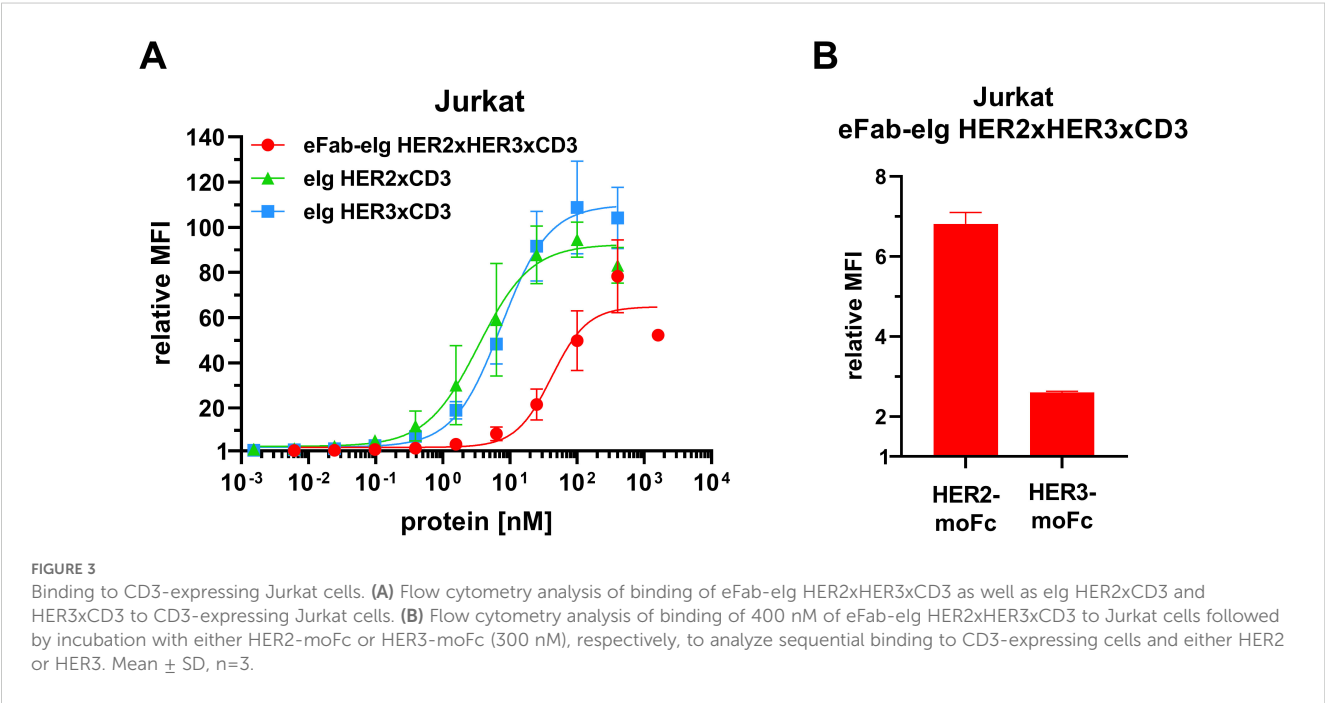 A
Jurkat
relative MFI
140
120
100
80
60
40
20
1
eFab-eIg HER2xHER3xCD3
eIg HER2xCD3
eIg HER3xCD3
10⁻³ 10⁻² 10⁻¹ 10⁰ 10¹ 10² 10³ 10⁴
protein [nM]
B
Jurkat
eFab-eIg HER2xHER3xCD3
relative MFI
8
6
4
2
1
HER2-
moFc
HER3-
moFc
FIGURE 3
Binding to CD3-expressing Jurkat cells. (A) Flow cytometry analysis of binding of eFab-eIg HER2xHER3xCD3 as well as eIg HER2xCD3 and
HER3xCD3 to CD3-expressing Jurkat cells. (B) Flow cytometry analysis of binding of 400 nM of eFab-eIg HER2xHER3xCD3 to Jurkat cells followed
by incubation with either HER2-moFc or HER3-moFc (300 nM), respectively, to analyze sequential binding to CD3-expressing cells and either HER2
or HER3. Mean ± SD, n=3.